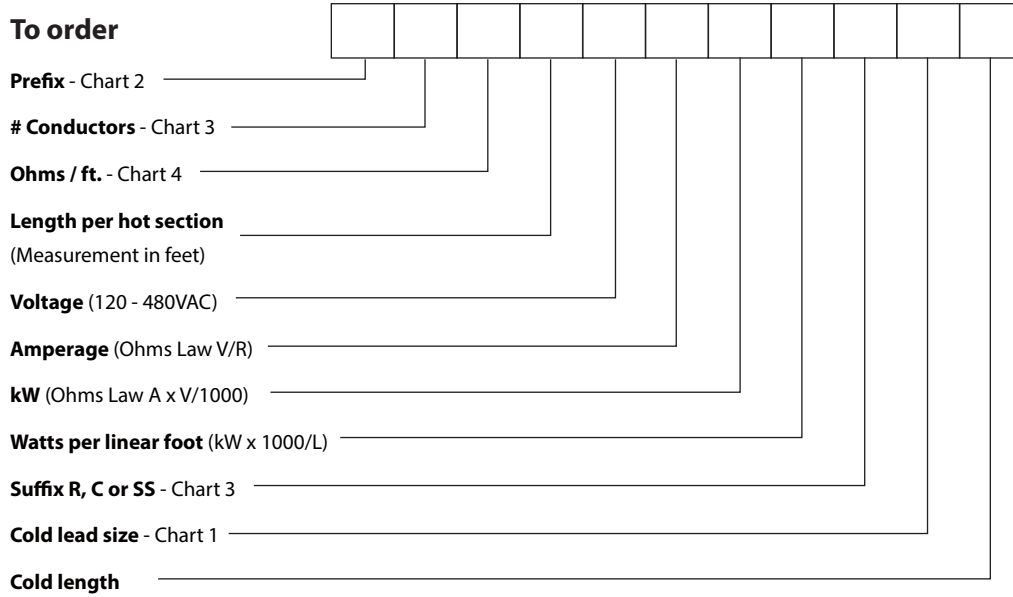 To order
Prefix - Chart 2
# Conductors - Chart 3
Ohms / ft. - Chart 4
Length per hot section
(Measurement in feet)
Voltage (120 - 480VAC)
Amperage (Ohms Law V/R)
kW (Ohms Law A x V/1000)
Watts per linear foot (kW x 1000/L)
Suffix R, C or SS - Chart 3
Cold lead size - Chart 1
Cold length